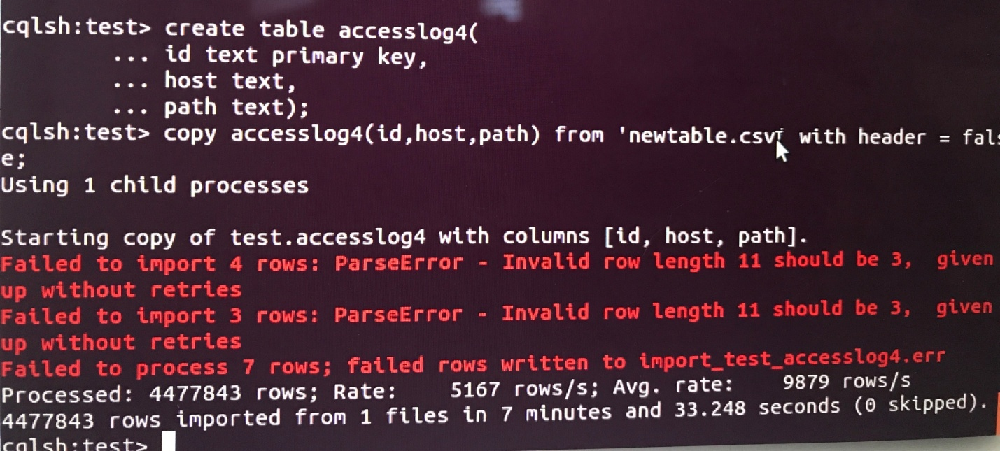 cqlsh:test> create table accesslog4(
... id text primary key,
... host text,
... path text);
cqlsh:test> copy accesslog4(id,host,path) from 'newtable.csv' with header = fals
e;
Using 1 child processes
Starting copy of test.accesslog4 with columns [id, host, path].
Failed to import 4 rows: ParseError - Invalid row length 11 should be 3,  given
up without retries
Failed to import 3 rows: ParseError - Invalid row length 11 should be 3,  given
up without retries
Failed to process 7 rows; failed rows written to import_test_accesslog4.err
Processed: 4477843 rows; Rate:    5167 rows/s; Avg. rate:    9879 rows/s
4477843 rows imported from 1 files in 7 minutes and 33.248 seconds (0 skipped).
cqlsh:test>